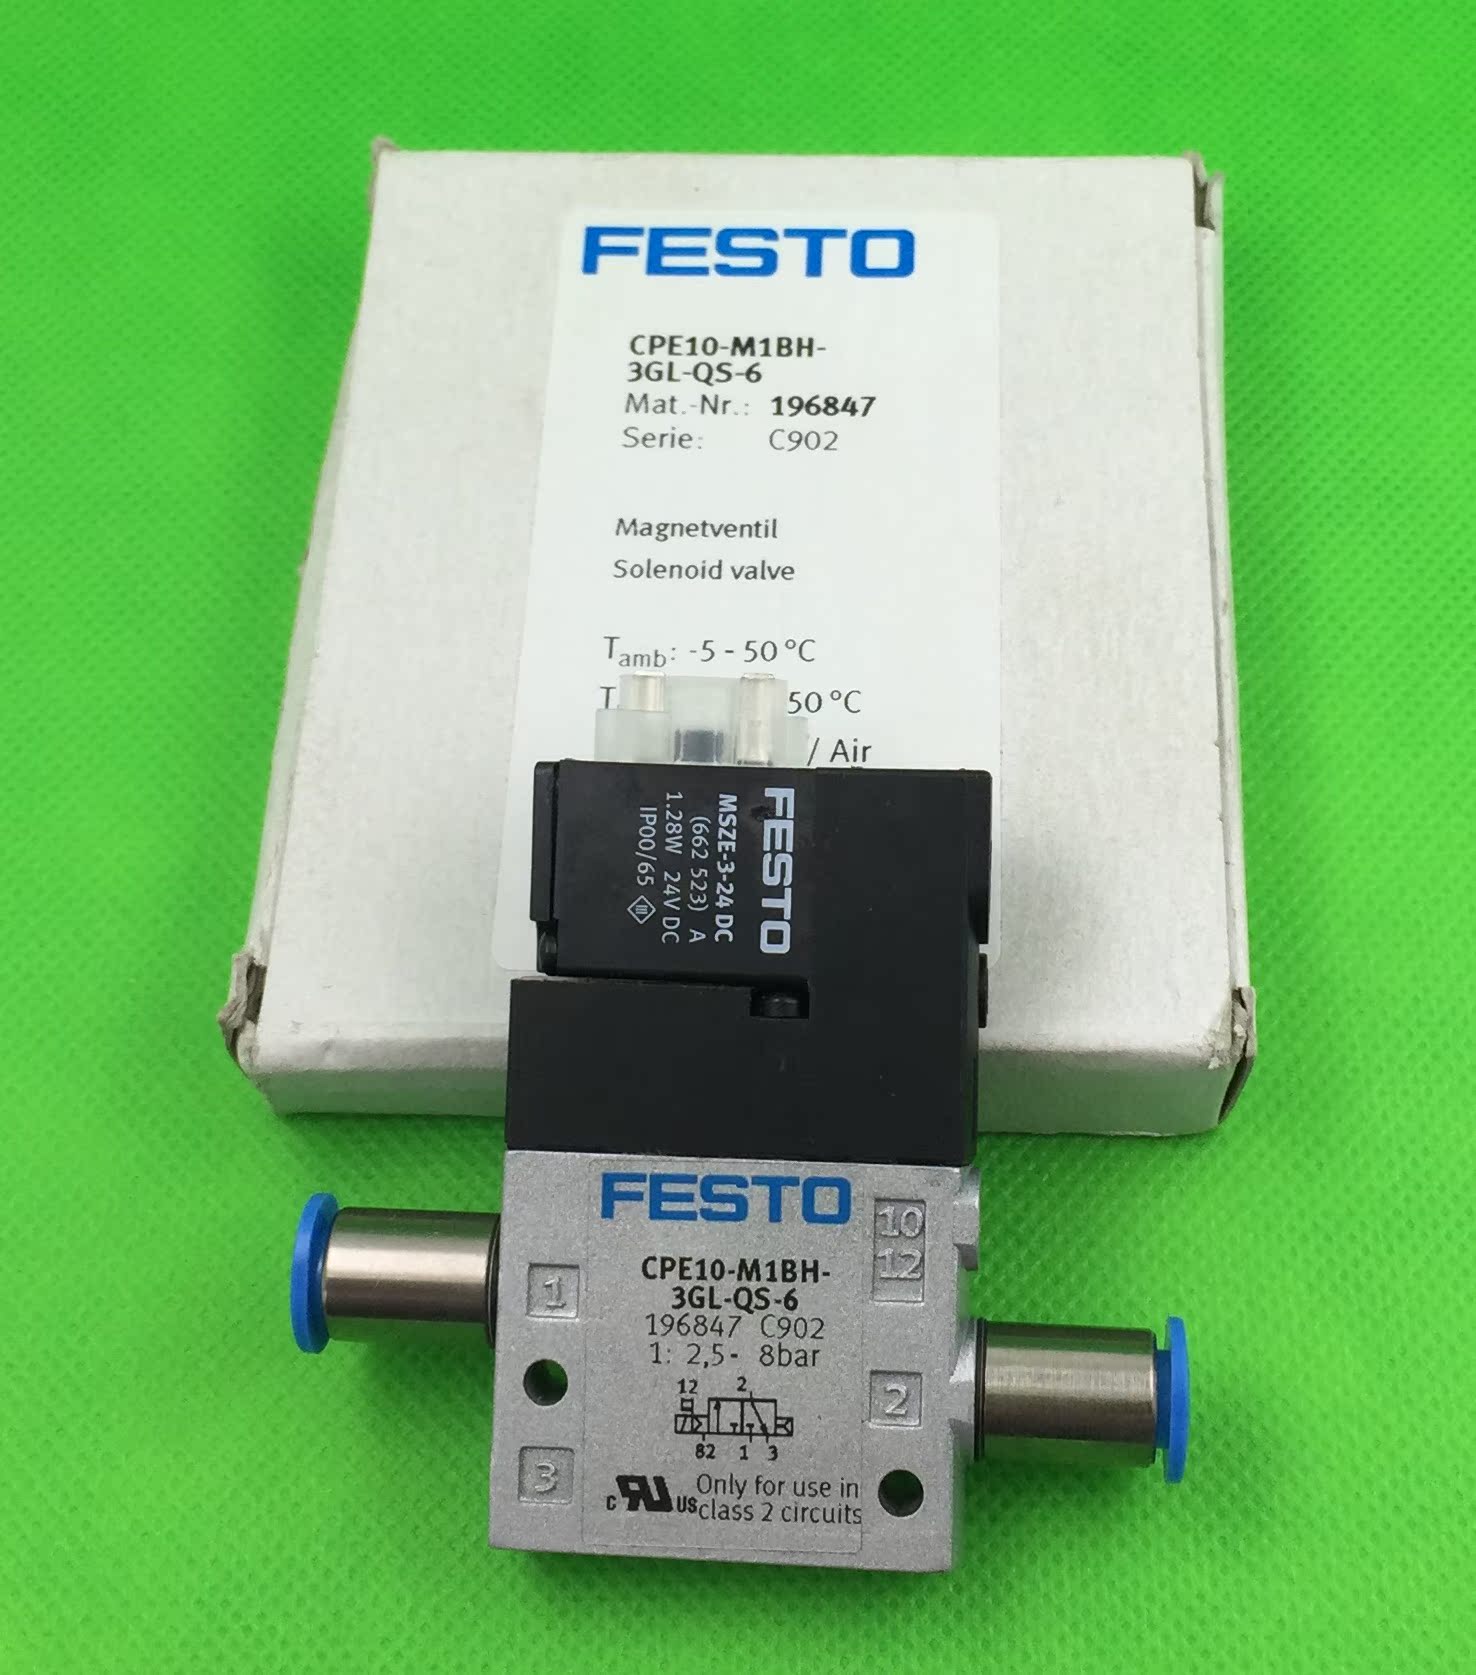 FESTO
CPE10-M1BH-
3GL-QS-6
Mat.-Nr.: 196847
Serie: C902
Magnetventil
Solenoid valve
Tamb: -5 - 50 °C
T 50 °C
/ Air
FESTO
MSZE-3-24 DC
(662 523) A
1.28W 24V DC
IP00/65
FESTO
10
12
1
CPE10-M1BH-
3GL-QS-6
196847 C902
1: 2,5- 8bar
2
12 2
82 1 3
3
c RU US Only for use in
class 2 circuits